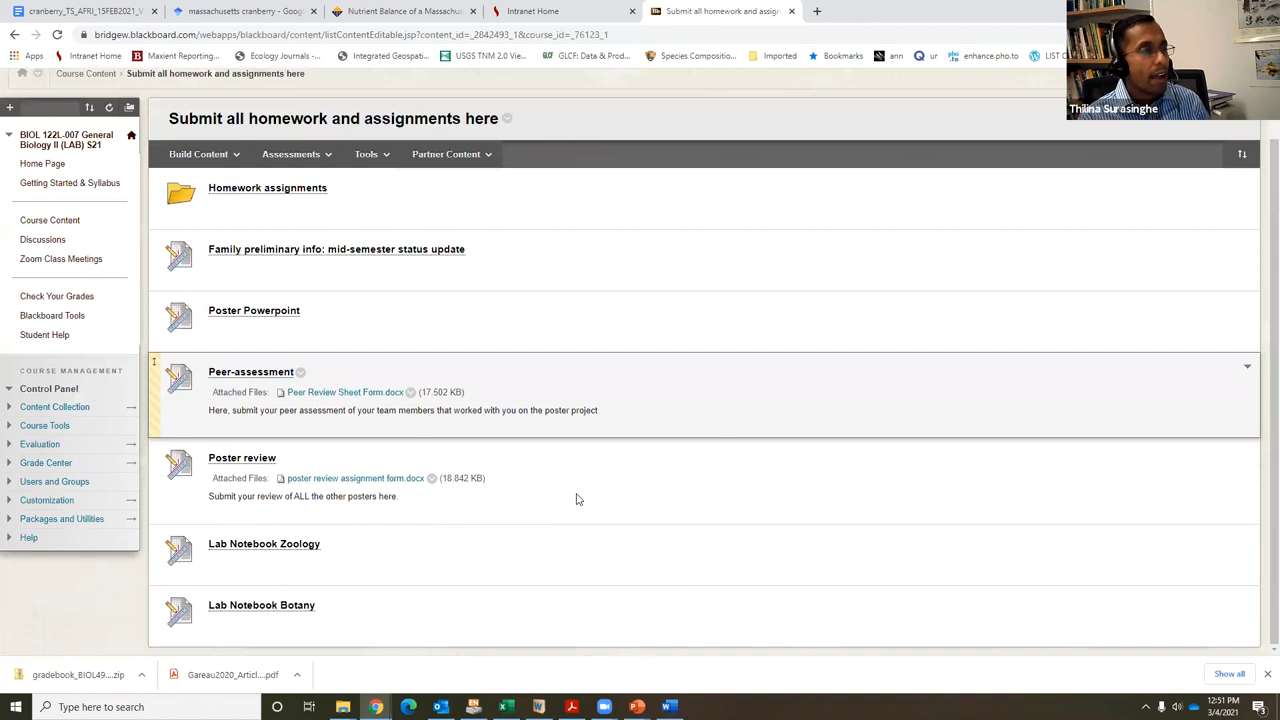 cranberry_TS_AFRI_15FEB2021_V
massachusetts cranberry - Googl
Nutrient Balance of a Massachus
Intranet Home
Submit all homework and assign
bridgew.blackboard.com/webapps/blackboard/content/listContentEditable.jsp?content_id=_2842493_1&course_id=_76123_1
Apps
Intranet Home
Maxient Reporting...
Ecology Journals -...
Integrated Geospati...
USGS TNM 2.0 Vie...
GLCF: Data & Prod...
Species Compositio...
Imported
Bookmarks
ann
ur
enhance.pho.to
LIST C
Thilina Surasinghe
Course Content
Submit all homework and assignments here
BIOL 122L-007 General
Biology II (LAB) S21
Home Page
Getting Started & Syllabus
Course Content
Discussions
Zoom Class Meetings
Check Your Grades
Blackboard Tools
Student Help
COURSE MANAGEMENT
Control Panel
Content Collection
Course Tools
Evaluation
Grade Center
Users and Groups
Customization
Packages and Utilities
Help
Submit all homework and assignments here
Build Content
Assessments
Tools
Partner Content
Homework assignments
Family preliminary info: mid-semester status update
Poster Powerpoint
Peer-assessment
Attached Files: Peer Review Sheet Form.docx (17.502 KB)
Here, submit your peer assessment of your team members that worked with you on the poster project
Poster review
Attached Files: poster review assignment form.docx (18.842 KB)
Submit your review of ALL the other posters here.
Lab Notebook Zoology
Lab Notebook Botany
gradebook_BIOL49....zip
Gareau2020_Articl....pdf
Show all
Type here to search
12:51 PM
3/4/2021